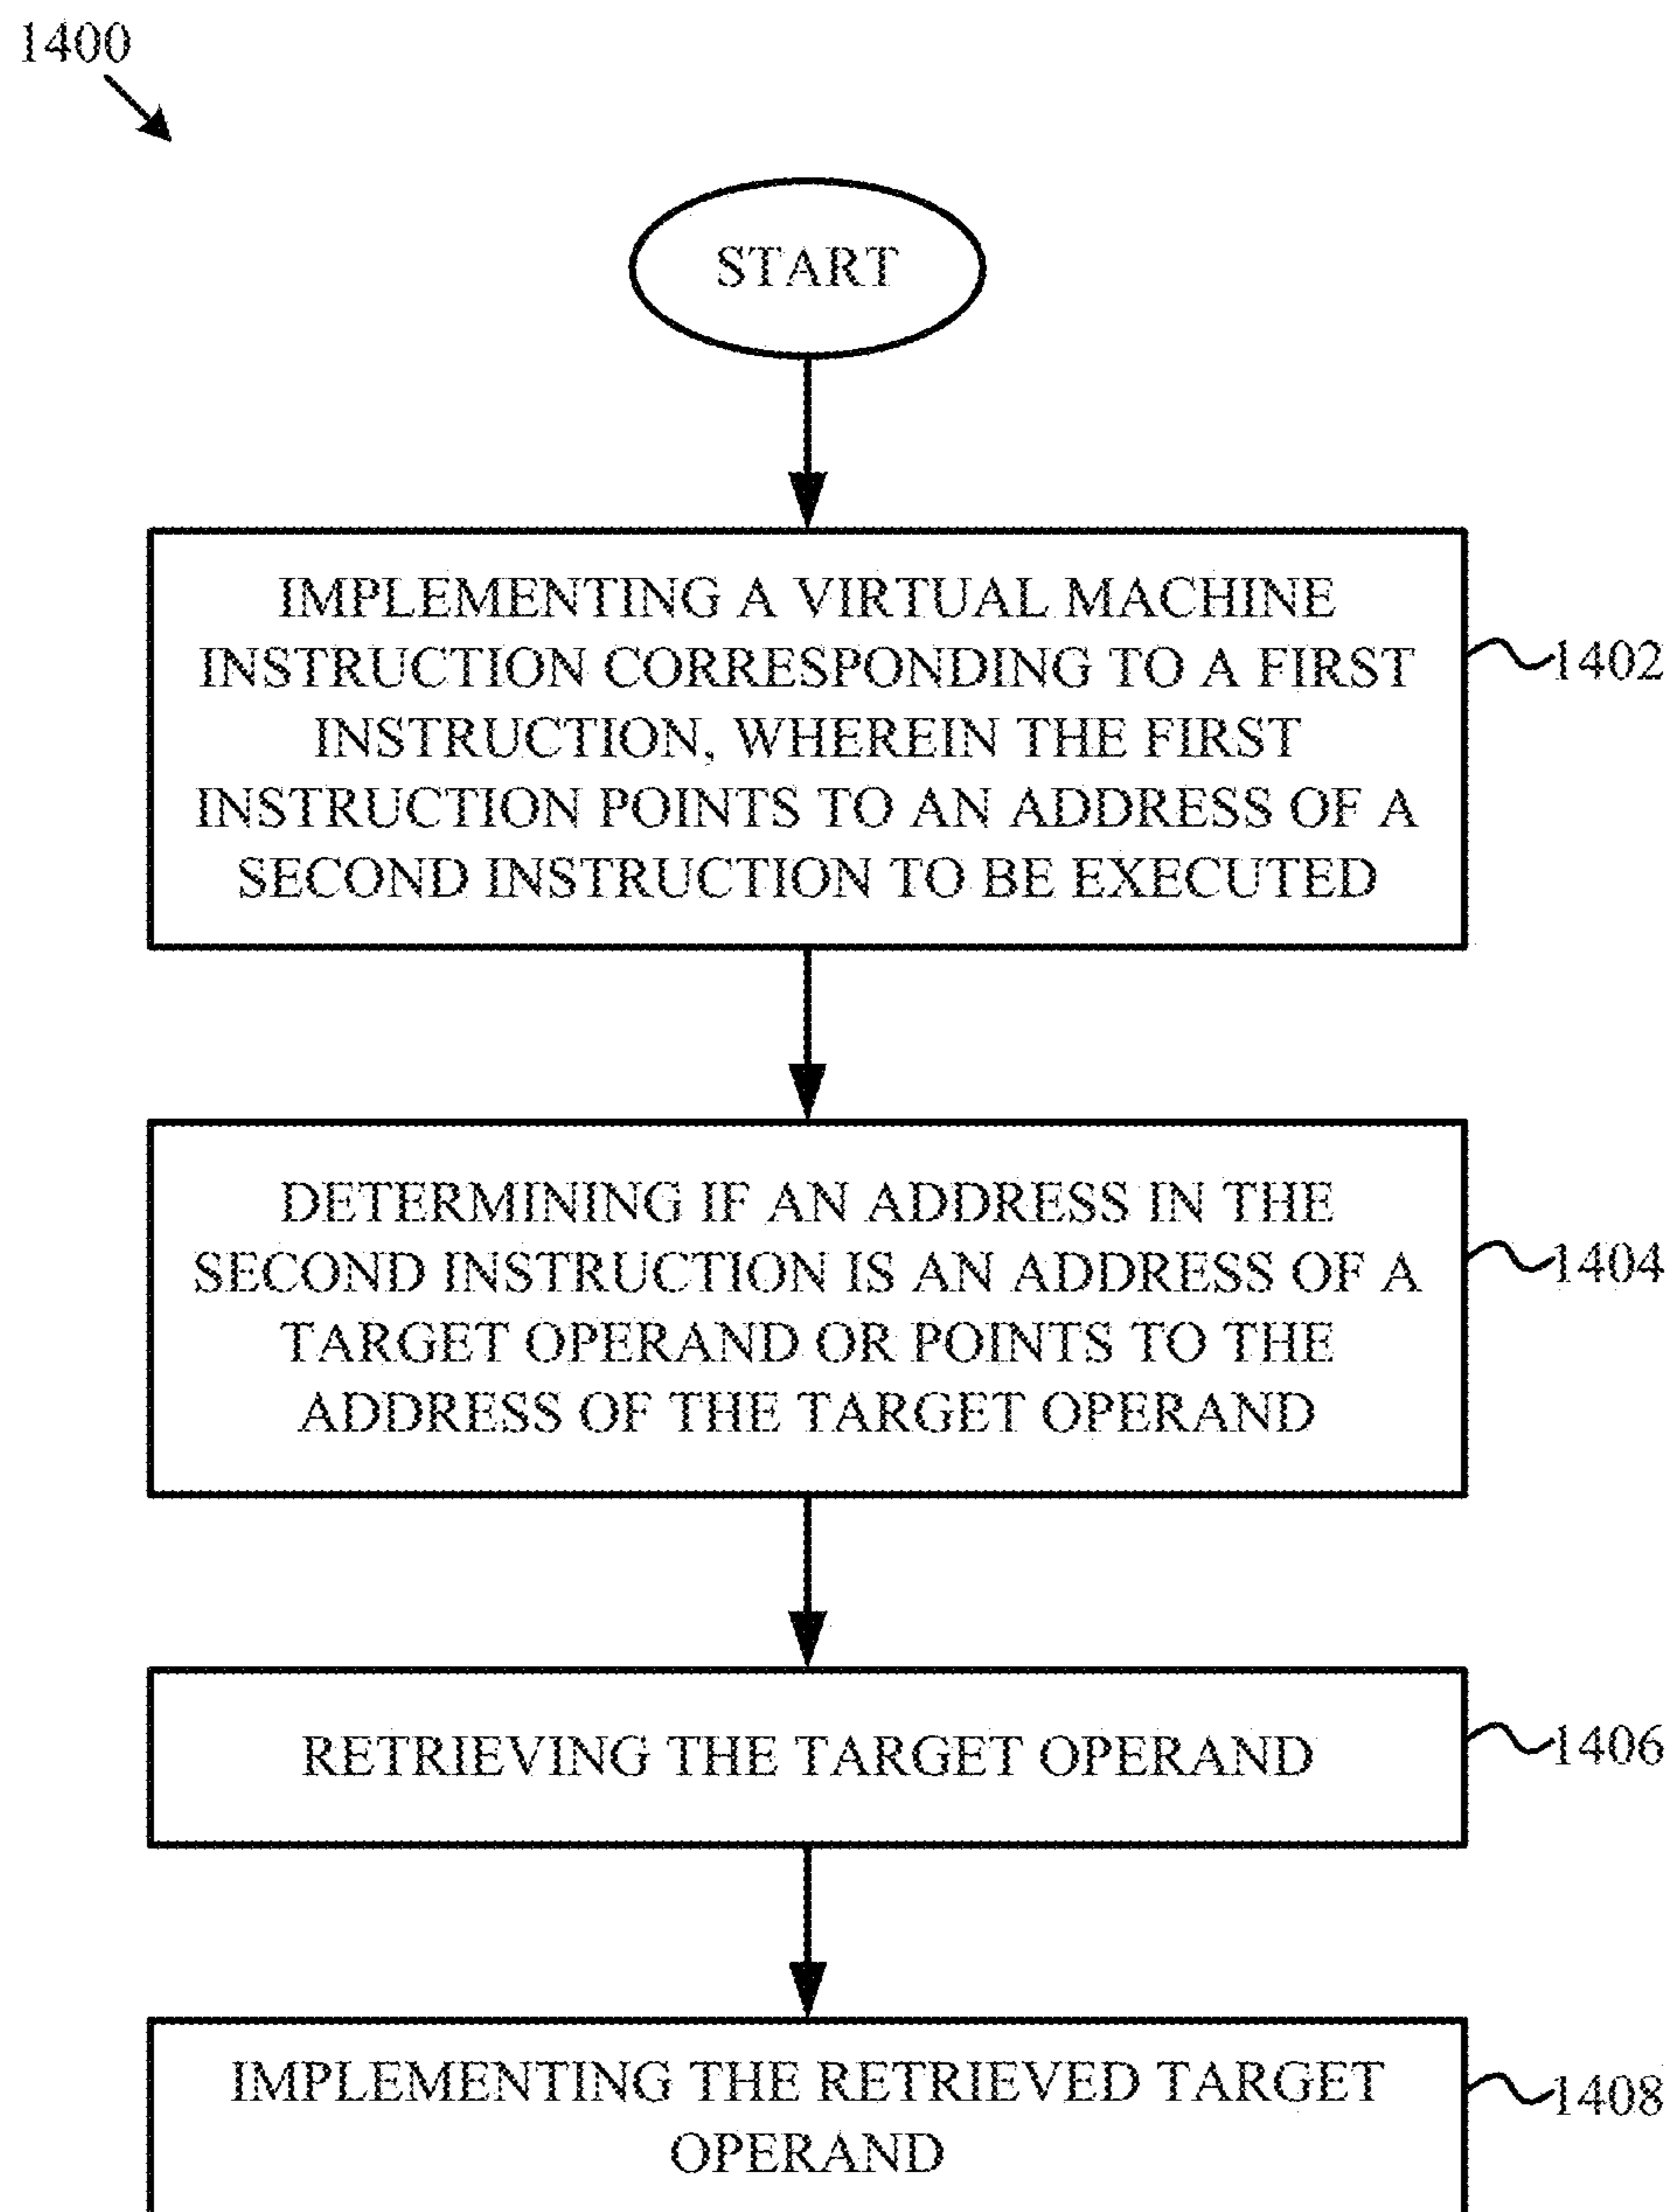 1400
START
IMPLEMENTING A VIRTUAL MACHINE
INSTRUCTION CORRESPONDING TO A FIRST
INSTRUCTION, WHEREIN THE FIRST
INSTRUCTION POINTS TO AN ADDRESS OF A
SECOND INSTRUCTION TO BE EXECUTED
1402
DETERMINING IF AN ADDRESS IN THE
SECOND INSTRUCTION IS AN ADDRESS OF A
TARGET OPERAND OR POINTS TO THE
ADDRESS OF THE TARGET OPERAND
1404
RETRIEVING THE TARGET OPERAND
1406
IMPLEMENTING THE RETRIEVED TARGET
OPERAND
1408